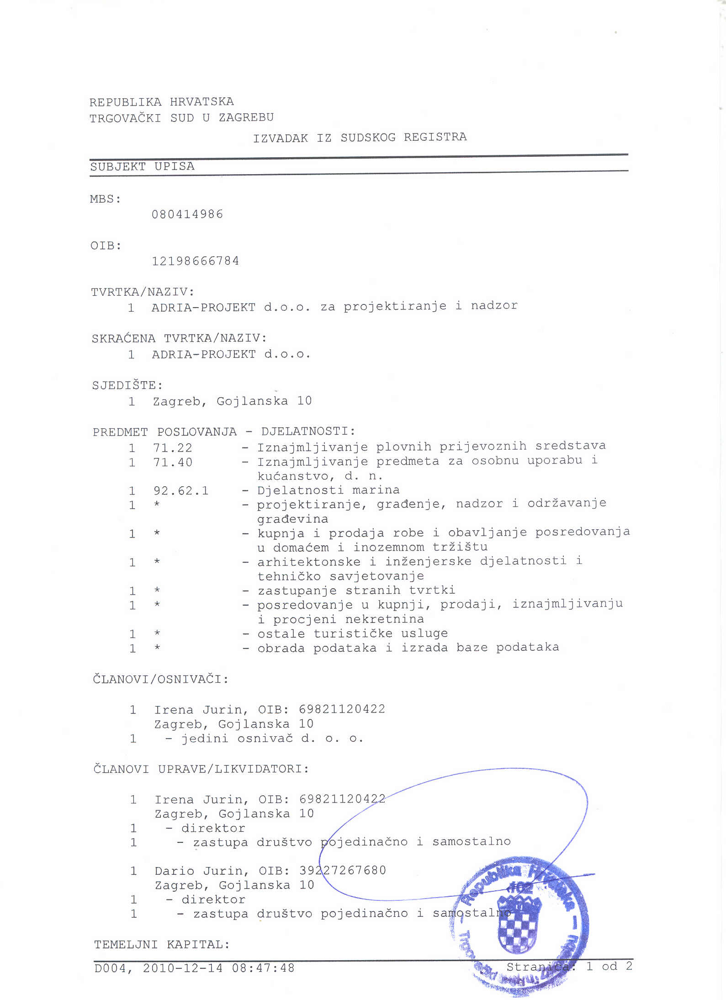 REPUBLIKA HRVATSKA
TRGOVAČKI SUD U ZAGREBU
IZVADAK IZ SUDSKOG REGISTRA
SUBJEKT UPISA
MBS:
080414986
OIB:
12198666784
TVRTKA/NAZIV:
1 ADRIA-PROJEKT d.o.o. za projektiranje i nadzor
SKRAĆENA TVRTKA/NAZIV:
1 ADRIA-PROJEKT d.o.o.
SJEDIŠTE:
1 Zagreb, Gojlanska 10
PREDMET POSLOVANJA - DJELATNOSTI:
1 71.22 - Iznajmljivanje plovnih prijevoznih sredstava
1 71.40 - Iznajmljivanje predmeta za osobnu uporabu i
kućanstvo, d. n.
1 92.62.1 - Djelatnosti marina
1 * - projektiranje, građenje, nadzor i održavanje
građevina
1 * - kupnja i prodaja robe i obavljanje posredovanja
u domaćem i inozemnom tržištu
1 * - arhitektonske i inženjerske djelatnosti i
tehničko savjetovanje
1 * - zastupanje stranih tvrtki
1 * - posredovanje u kupnji, prodaji, iznajmljivanju
i procjeni nekretnina
1 * - ostale turističke usluge
1 * - obrada podataka i izrada baze podataka
ČLANOVI/OSNIVAČI:
1 Irena Jurin, OIB: 69821120422
Zagreb, Gojlanska 10
1 - jedini osnivač d. o. o.
ČLANOVI UPRAVE/LIKVIDATORI:
1 Irena Jurin, OIB: 69821120422
Zagreb, Gojlanska 10
1 - direktor
1 - zastupa društvo pojedinačno i samostalno
1 Dario Jurin, OIB: 39227267680
Zagreb, Gojlanska 10
1 - direktor
1 - zastupa društvo pojedinačno i samostalno
Republika Hrvatska
102
TEMELJNI KAPITAL:
D004, 2010-12-14 08:47:48 Stranica: 1 od 2